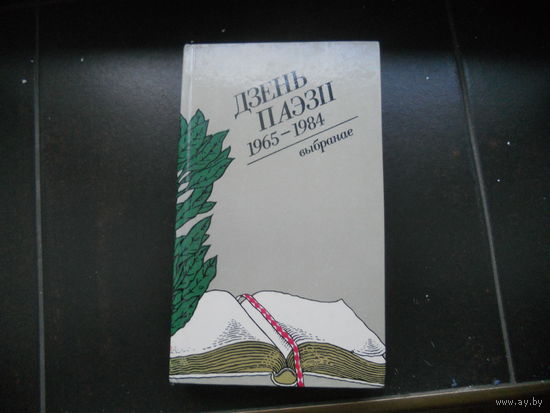 ДЗЕНЬ
ПАЭЗІІ
1965–1984
выбранае
www.ay.by